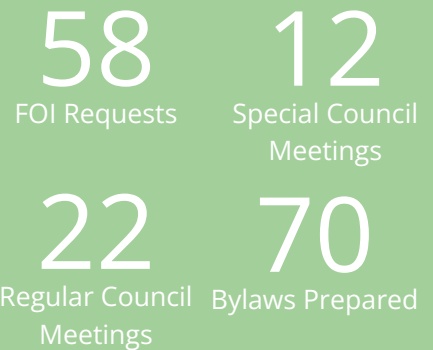 58
FOI Requests
12
Special Council
Meetings
22
Regular Council
Meetings
70
Bylaws Prepared